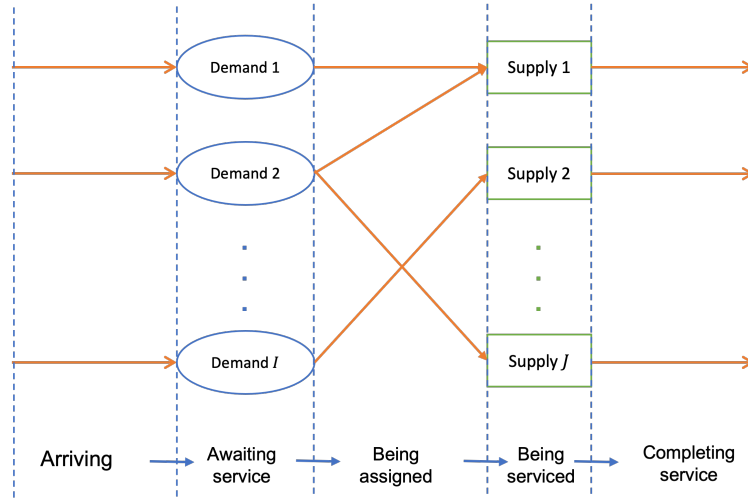 Demand 1
Supply 1
Demand 2
Supply 2
Demand I
Supply J
Arriving
Awaiting
service
Being
assigned
Being
serviced
Completing
service